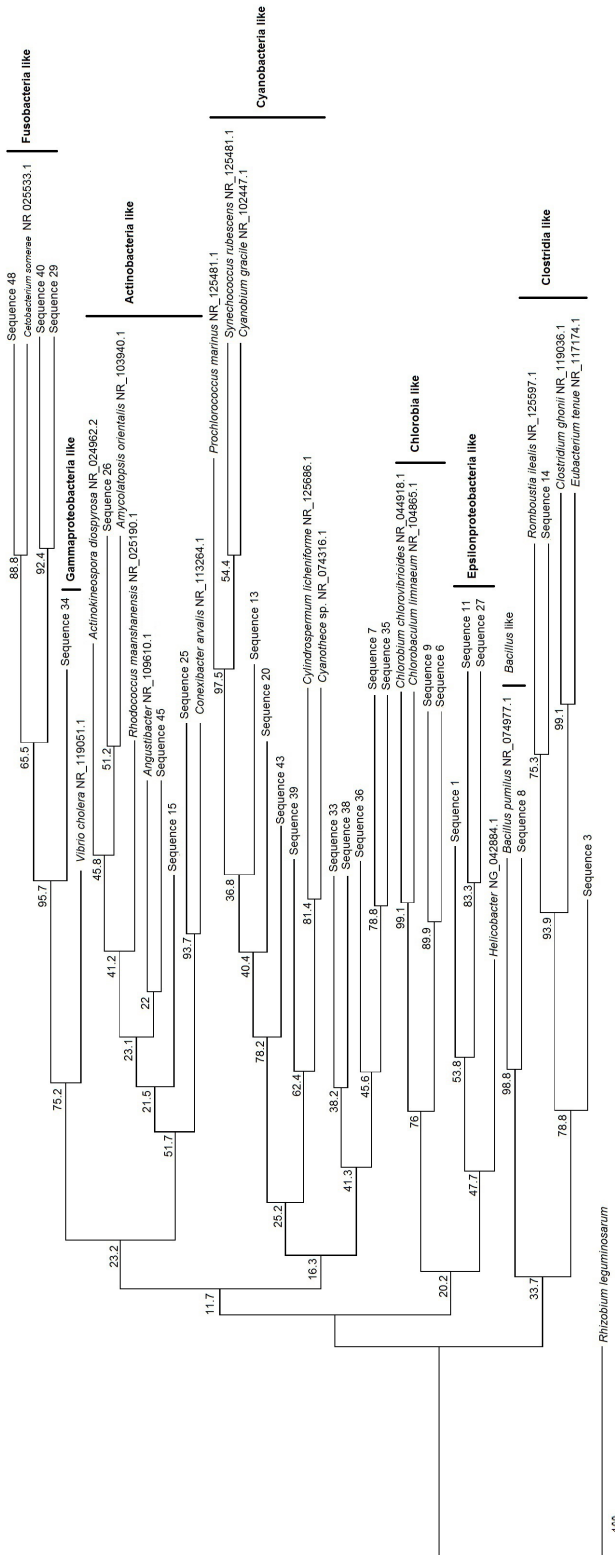 Sequence 48
Cetobacterium somerae NR 025533.1
Sequence 40
Sequence 29
88.8
92.4
65.5
Fusobacteria like
Sequence 34
Gammaproteobacteria like
95.7
Vibrio cholera NR_119051.1
75.2
Actinokineospora diospyrosa NR_024962.2
Sequence 26
Amycolatopsis orientalis NR_103940.1
Rhodococcus maanshanensis NR_025190.1
Angustibacter NR_109610.1
Sequence 45
Sequence 15
Sequence 25
Conexibacter arvalis NR_113264.1
Actinobacteria like
45.8
51.2
41.2
23.1
22
21.5
93.7
51.7
23.2
Prochlorococcus marinus NR_125481.1
Synechococcus rubescens NR_125481.1
Cyanobium gracile NR_102447.1
Cyanobacteria like
97.5
54.4
Sequence 13
36.8
Sequence 20
40.4
Sequence 43
78.2
Sequence 39
Cylindrospermum licheniforme NR_125686.1
Cyanothece sp. NR_074316.1
81.4
62.4
25.2
Sequence 33
Sequence 38
38.2
Sequence 36
Sequence 7
Sequence 35
78.8
45.6
41.3
16.3
11.7
Chlorobium chlorovibrioides NR_044918.1
Chlorobaculum limnaeum NR_104865.1
Chlorobia like
99.1
Sequence 9
Sequence 6
89.9
76
Sequence 1
Sequence 11
Sequence 27
Epsilonproteobacteria like
83.3
53.8
Helicobacter NG_042884.1
47.7
20.2
Bacillus pumilus NR_074977.1
Sequence 8
Bacillus like
98.8
Romboustia ilealis NR_125597.1
Sequence 14
75.3
Clostridium ghonii NR_119036.1
Eubacterium tenue NR_117174.1
Clostridia like
99.1
93.9
Sequence 3
78.8
33.7
Rhizobium leguminosarum